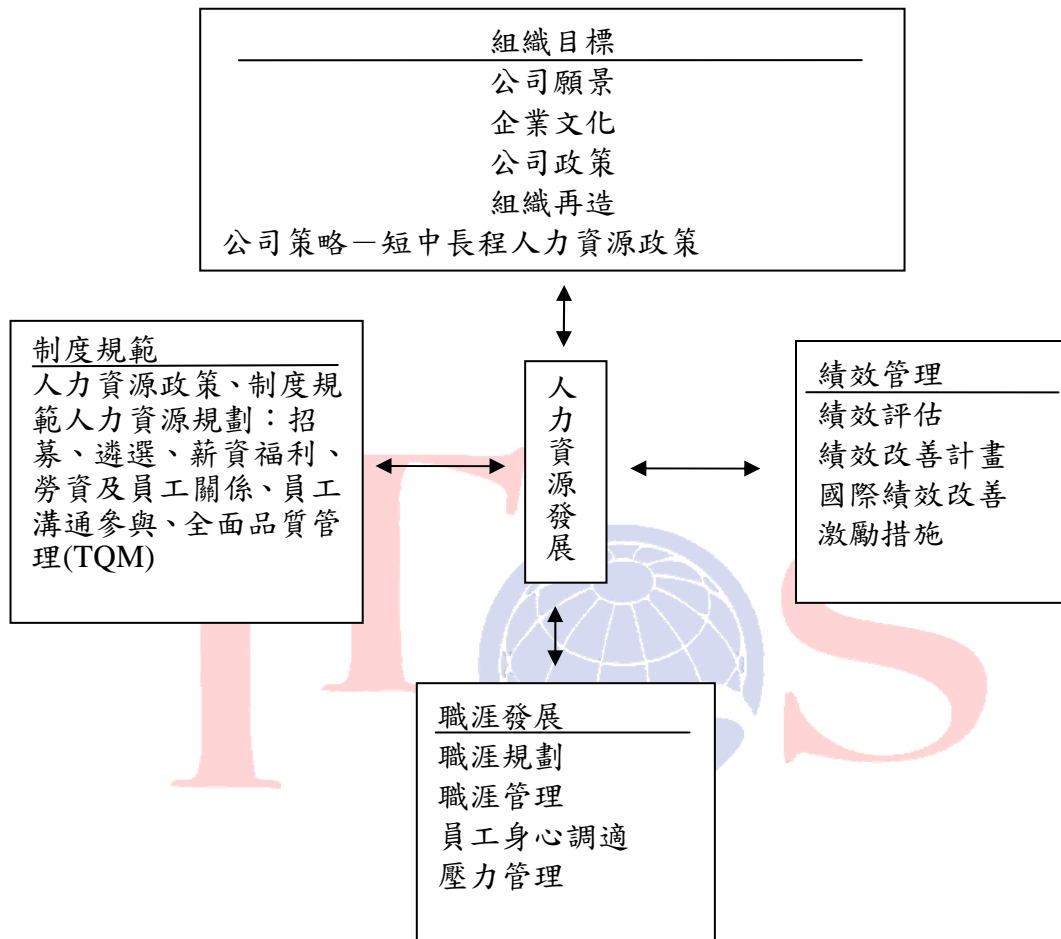 組織目標
公司願景
企業文化
公司政策
組織再造
公司策略－短中長程人力資源政策
制度規範
人力資源政策、制度規
範人力資源規劃：招
募、遴選、薪資福利、
勞資及員工關係、員工
溝通參與、全面品質管
理(TQM)
人力資源發展
績效管理
績效評估
績效改善計畫
國際績效改善
激勵措施
職涯發展
職涯規劃
職涯管理
員工身心調適
壓力管理